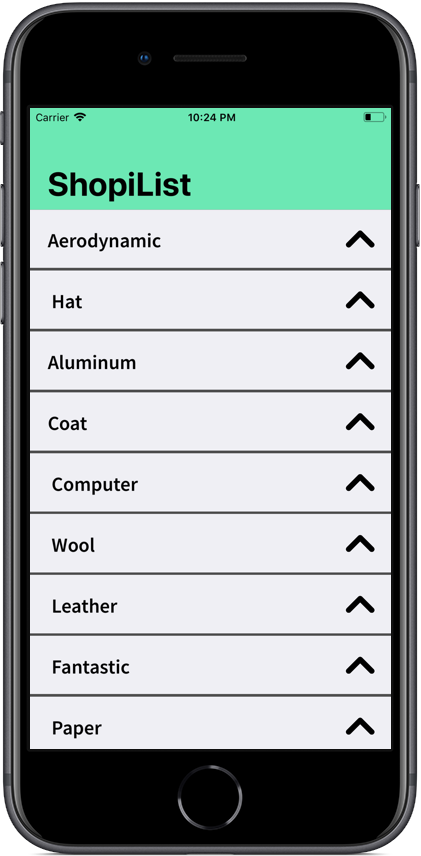 Carrier 10:24 PM
ShopiList
Aerodynamic
Hat
Aluminum
Coat
Computer
Wool
Leather
Fantastic
Paper